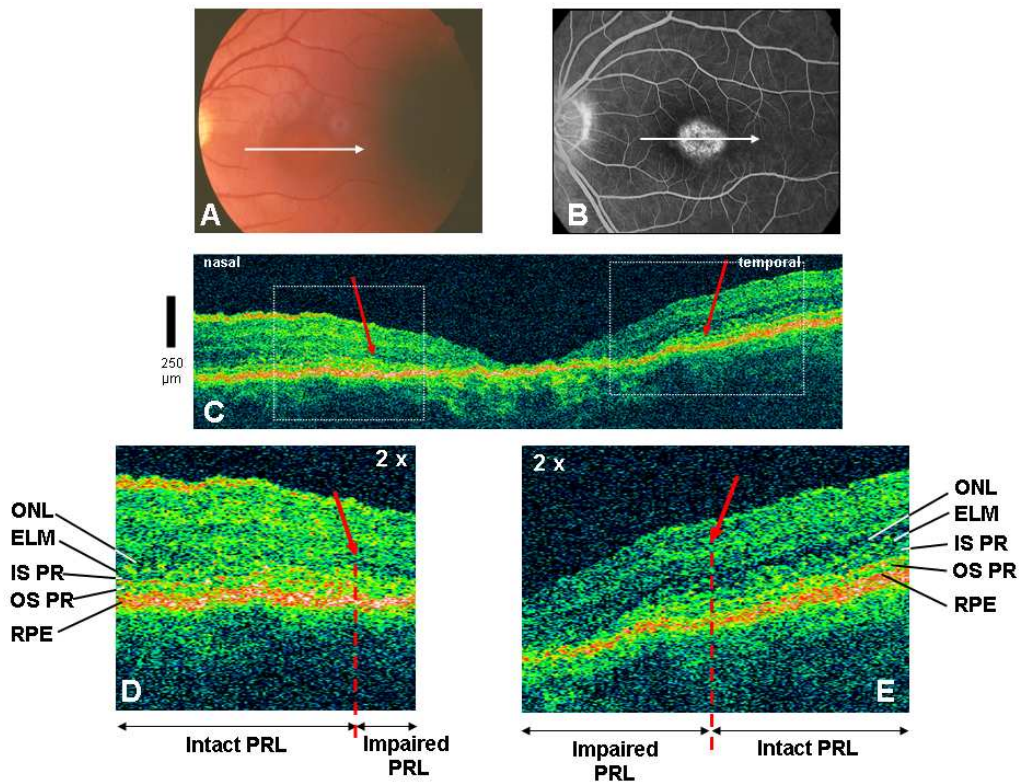 A
B
nasal
temporal
250
µm
C
2 x
ONL
ELM
IS PR
OS PR
RPE
D
Intact PRL
Impaired
PRL
2 x
ONL
ELM
IS PR
OS PR
RPE
E
Impaired
PRL
Intact PRL